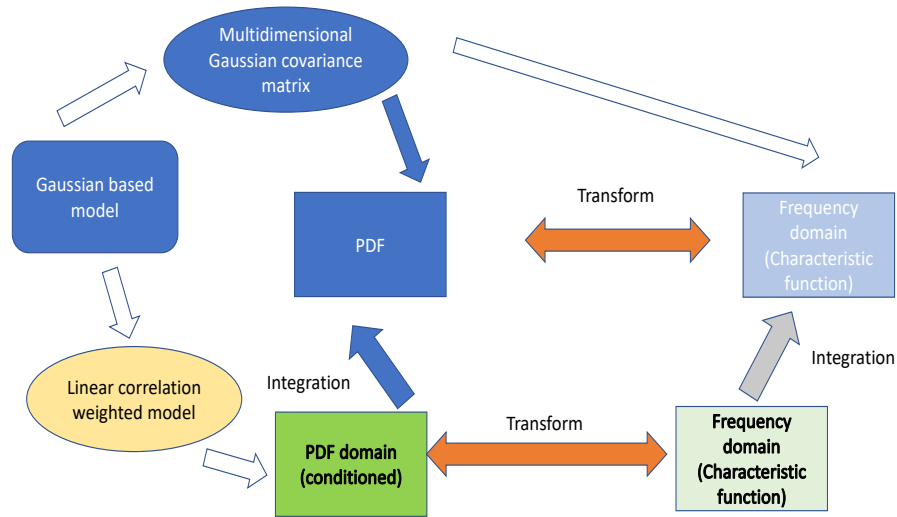 Multidimensional
Gaussian covariance
matrix
Gaussian based
model
PDF
Transform
Frequency
domain
(Characteristic
function)
Integration
Integration
Linear correlation
weighted model
PDF domain
(conditioned)
Transform
Frequency
domain
(Characteristic
function)